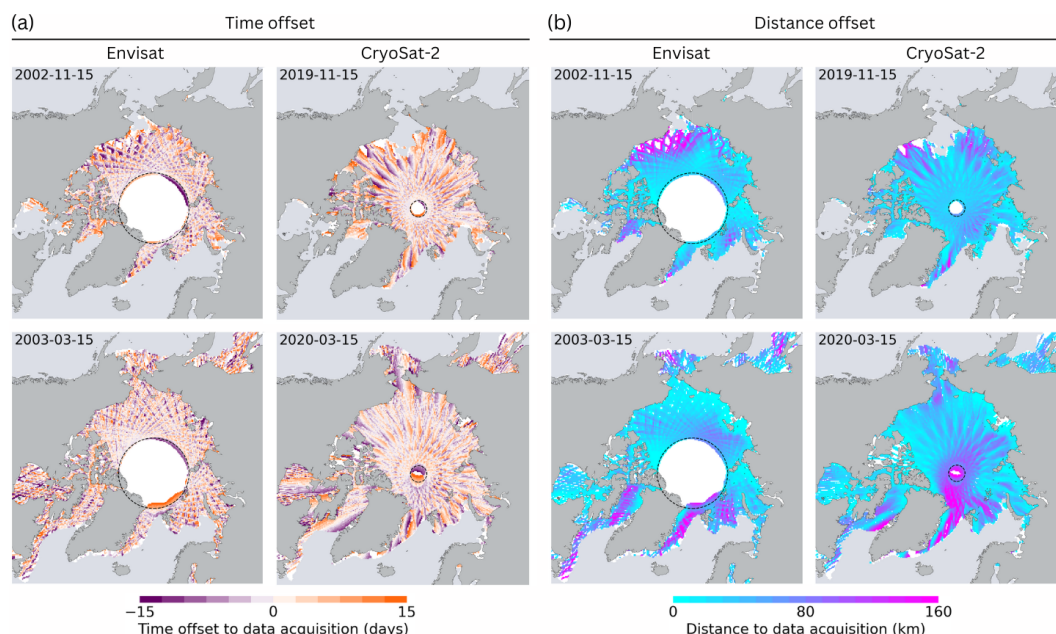 (a) Time offset
Envisat CryoSat-2
2002-11-15 2019-11-15
2003-03-15 2020-03-15
−15 0 15
Time offset to data acquisition (days)
(b) Distance offset
Envisat CryoSat-2
2002-11-15 2019-11-15
2003-03-15 2020-03-15
0 80 160
Distance to data acquisition (km)